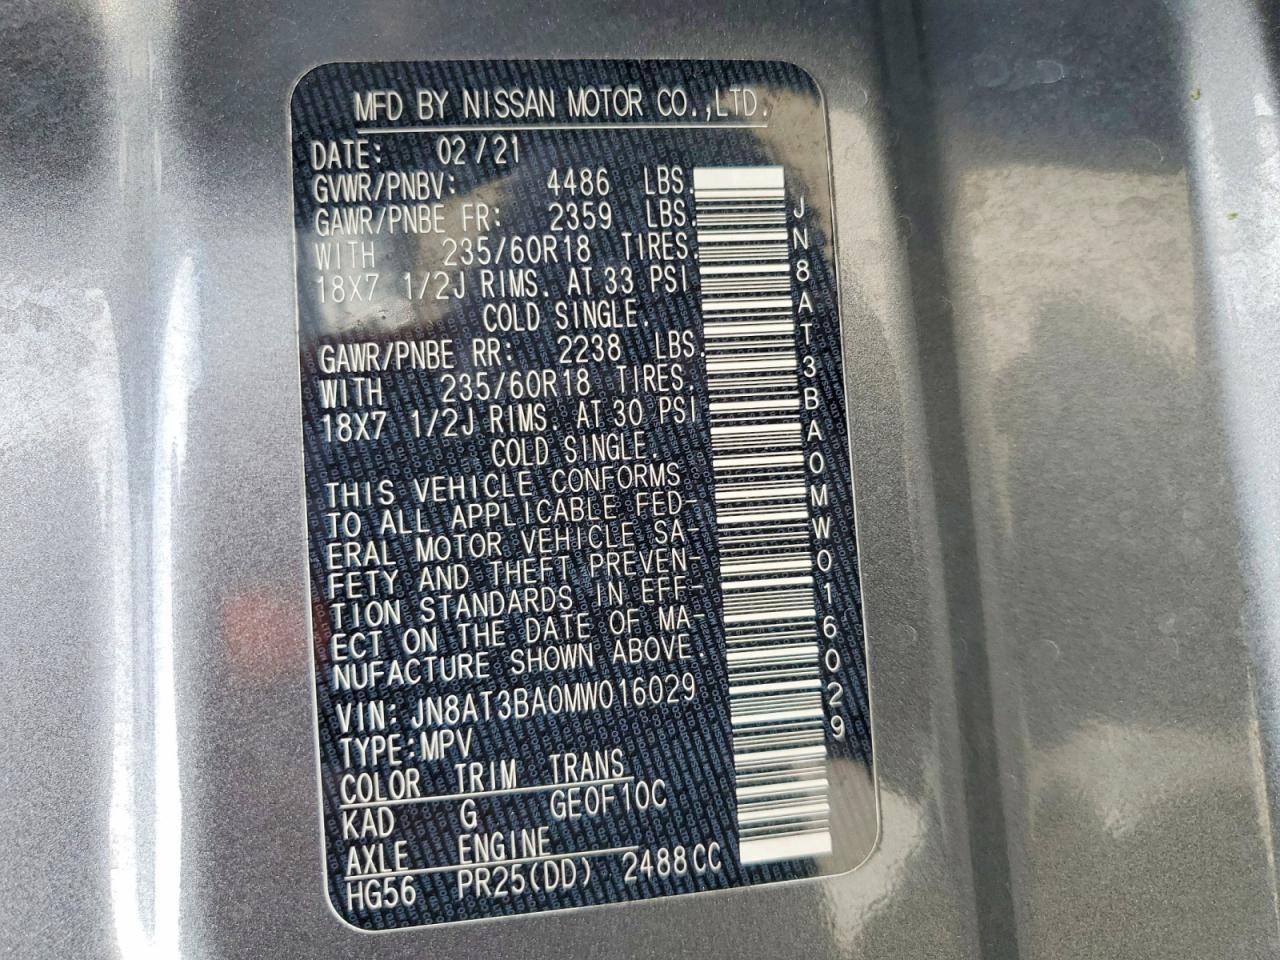 MFD BY NISSAN MOTOR CO.,LTD.
DATE: 02/21
GVWR/PNBV: 4486 LBS.
GAWR/PNBE FR: 2359 LBS.
WITH 235/60R18 TIRES.
18X7 1/2J RIMS. AT 33 PSI
COLD SINGLE.
GAWR/PNBE RR: 2238 LBS.
WITH 235/60R18 TIRES.
18X7 1/2J RIMS. AT 30 PSI
COLD SINGLE.
THIS VEHICLE CONFORMS
TO ALL APPLICABLE FED-
ERAL MOTOR VEHICLE SA-
FETY AND THEFT PREVEN-
TION STANDARDS IN EFF-
ECT ON THE DATE OF MA-
NUFACTURE SHOWN ABOVE.
VIN: JN8AT3BA0MW016029
TYPE:MPV
COLOR TRIM TRANS
KAD G GE0F10C
AXLE ENGINE
HG56 PR25(DD) 2488CC
JN8AT3BA0MW016029